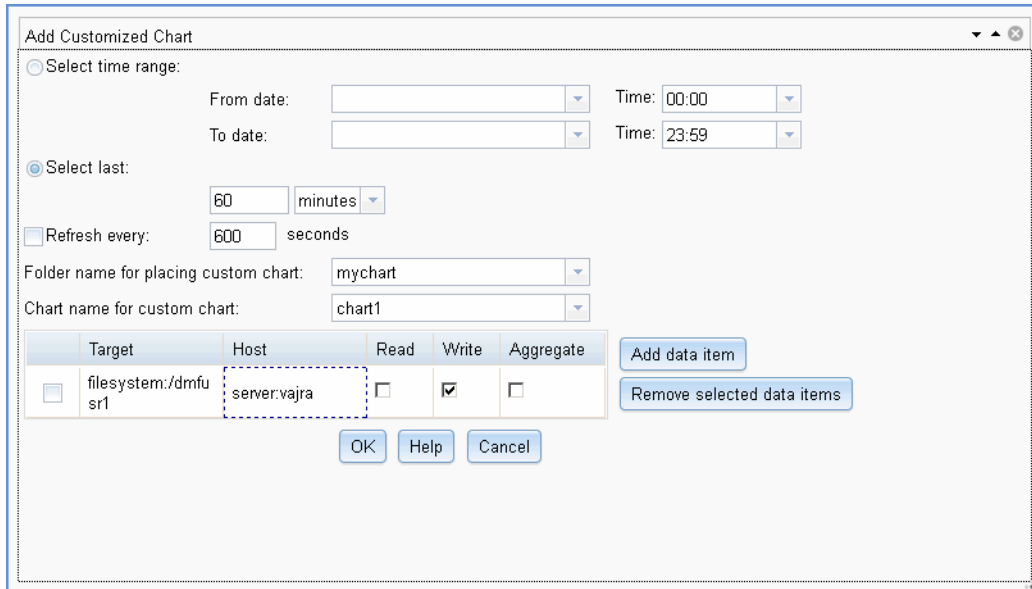 Add Customized Chart
Select time range:
From date: Time: 00:00
To date: Time: 23:59
Select last:
60 minutes
Refresh every: 600 seconds
Folder name for placing custom chart: mychart
Chart name for custom chart: chart1
Target Host Read Write Aggregate Add data item
filesystem:/dmfu
sr1 server:vajra
Remove selected data items
OK Help Cancel